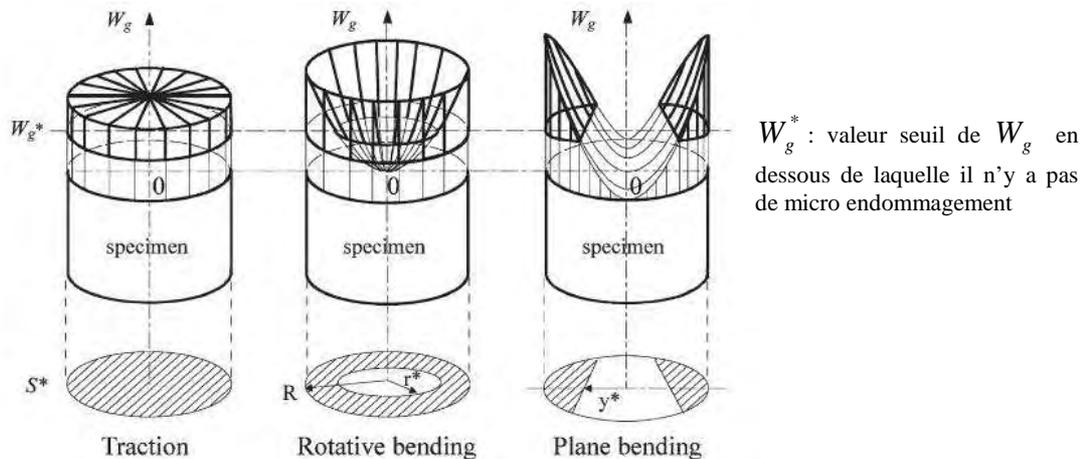 W_g W_g W_g
W_g*
0 0 0
specimen specimen specimen
W_g^* : valeur seuil de W_g en
dessous de laquelle il n'y a pas
de micro endommagement
S* R r* y*
Traction Rotative bending Plane bending